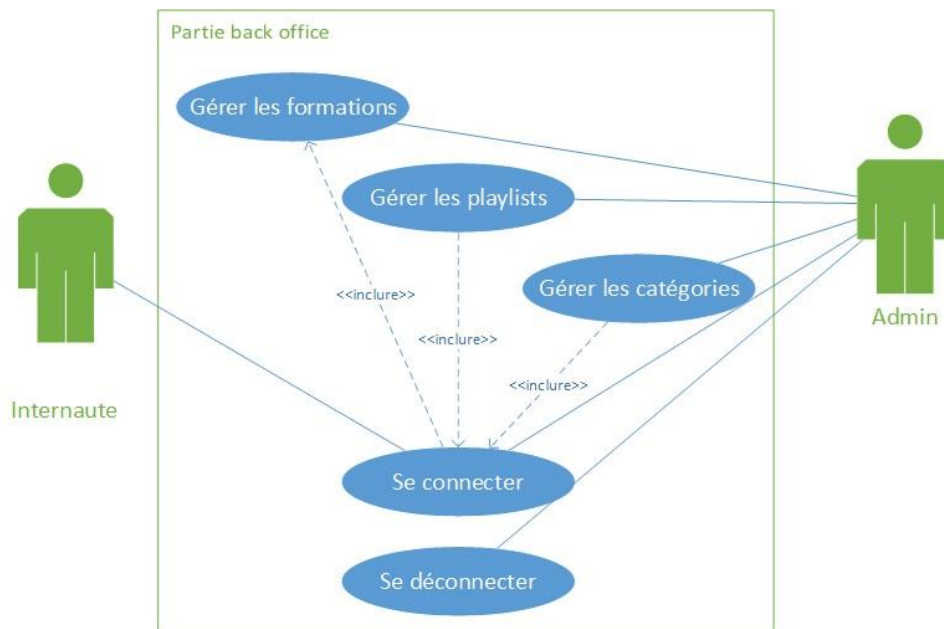 Partie back office
Gérer les formations
Gérer les playlists
Gérer les catégories
<<inclure>>
<<inclure>>
<<inclure>>
Admin
Internaute
Se connecter
Se déconnecter